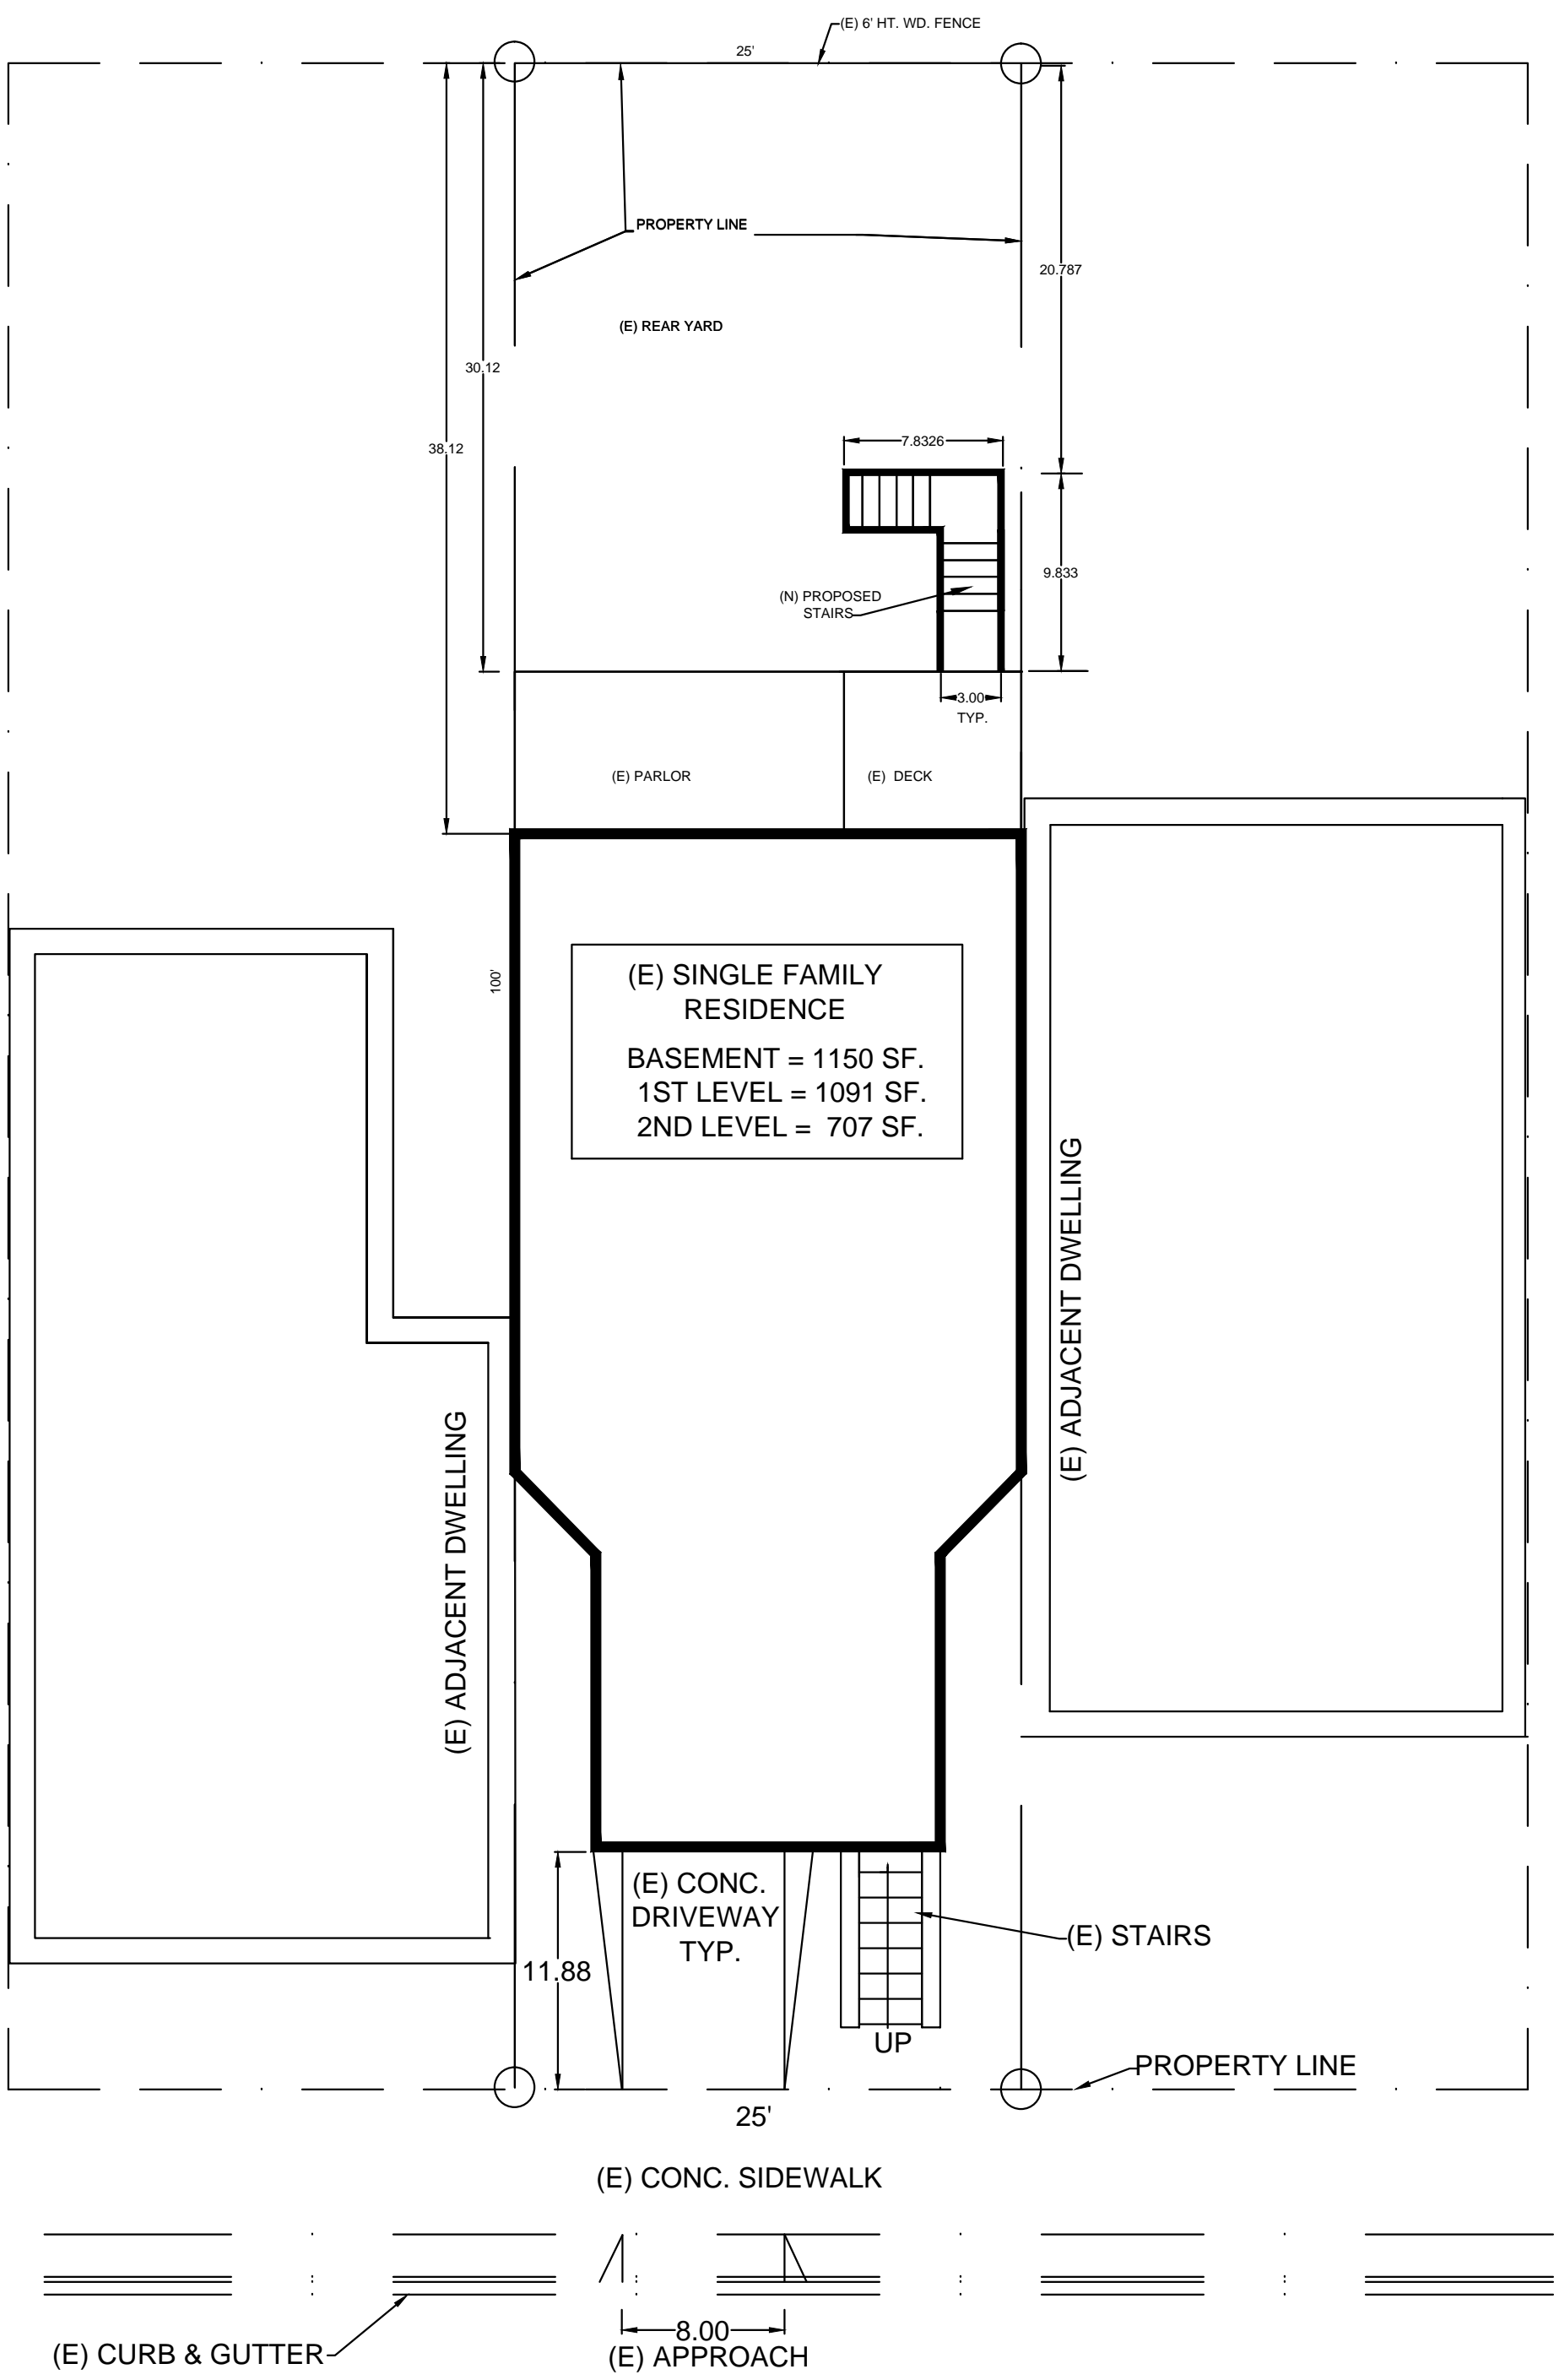 (E) 6' HT. WD. FENCE
25'
PROPERTY LINE
20.787
(E) REAR YARD
30.12
38.12
7.8326
9.833
(N) PROPOSED
STAIRS
3.00
TYP.
(E) PARLOR
(E) DECK
100'
(E) SINGLE FAMILY
RESIDENCE
BASEMENT = 1150 SF.
1ST LEVEL = 1091 SF.
2ND LEVEL = 707 SF.
(E) ADJACENT DWELLING
(E) ADJACENT DWELLING
(E) CONC.
DRIVEWAY
TYP.
(E) STAIRS
11.88
UP
PROPERTY LINE
25'
(E) CONC. SIDEWALK
8.00
(E) CURB & GUTTER
(E) APPROACH